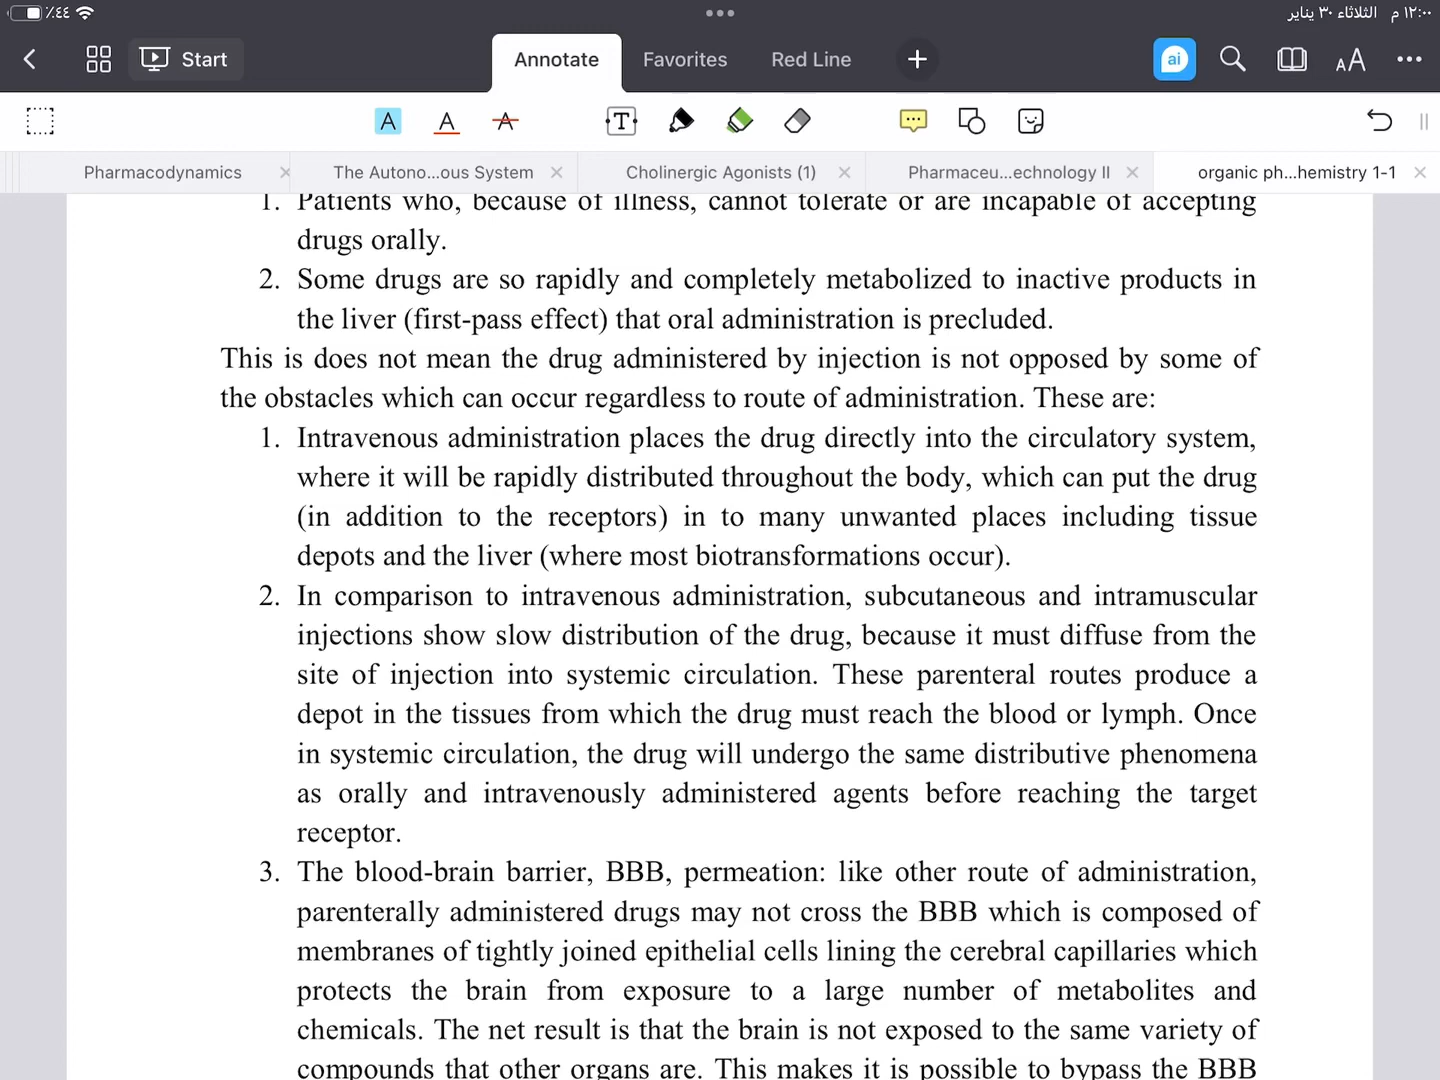 ٪٤٤
١٢:٠٠ م الثلاثاء ٣٠ يناير
Start
Annotate
Favorites
Red Line
ai
AA
A
A
A
T
Pharmacodynamics
The Autono...ous System
Cholinergic Agonists (1)
Pharmaceu...echnology II
organic ph...hemistry 1-1
1. Patients who, because of illness, cannot tolerate or are incapable of accepting
drugs orally.
2. Some drugs are so rapidly and completely metabolized to inactive products in
the liver (first-pass effect) that oral administration is precluded.
This is does not mean the drug administered by injection is not opposed by some of
the obstacles which can occur regardless to route of administration. These are:
1. Intravenous administration places the drug directly into the circulatory system,
where it will be rapidly distributed throughout the body, which can put the drug
(in addition to the receptors) in to many unwanted places including tissue
depots and the liver (where most biotransformations occur).
2. In comparison to intravenous administration, subcutaneous and intramuscular
injections show slow distribution of the drug, because it must diffuse from the
site of injection into systemic circulation. These parenteral routes produce a
depot in the tissues from which the drug must reach the blood or lymph. Once
in systemic circulation, the drug will undergo the same distributive phenomena
as orally and intravenously administered agents before reaching the target
receptor.
3. The blood-brain barrier, BBB, permeation: like other route of administration,
parenterally administered drugs may not cross the BBB which is composed of
membranes of tightly joined epithelial cells lining the cerebral capillaries which
protects the brain from exposure to a large number of metabolites and
chemicals. The net result is that the brain is not exposed to the same variety of
compounds that other organs are. This makes it is possible to bypass the BBB